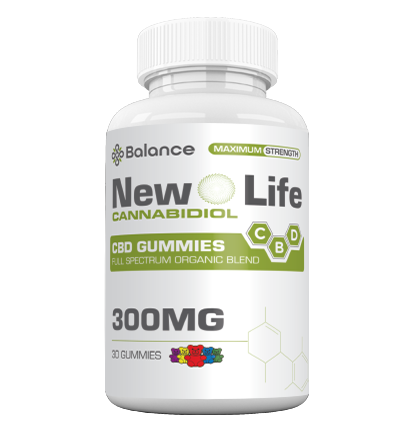 Balance
MAXIMUM STRENGTH
New Life
CANNABIDIOL
CBD GUMMIES
C B D
FULL SPECTRUM ORGANIC BLEND
300MG
30 GUMMIES